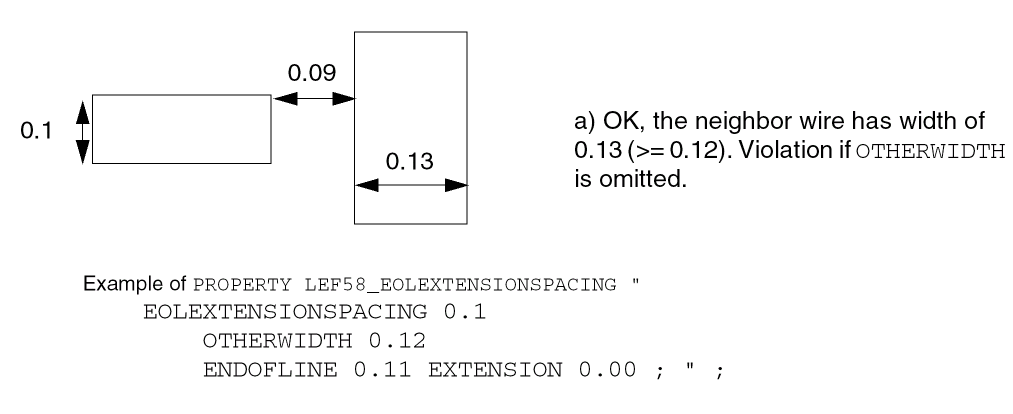 0.09
0.1
0.13
a) OK, the neighbor wire has width of
0.13 (>= 0.12). Violation if OTHERWIDTH
is omitted.
Example of PROPERTY LEF58_EOLEXTENSIONSPACING "
EOLEXTENSIONSPACING 0.1
OTHERWIDTH 0.12
ENDOFLINE 0.11 EXTENSION 0.00 ; " ;